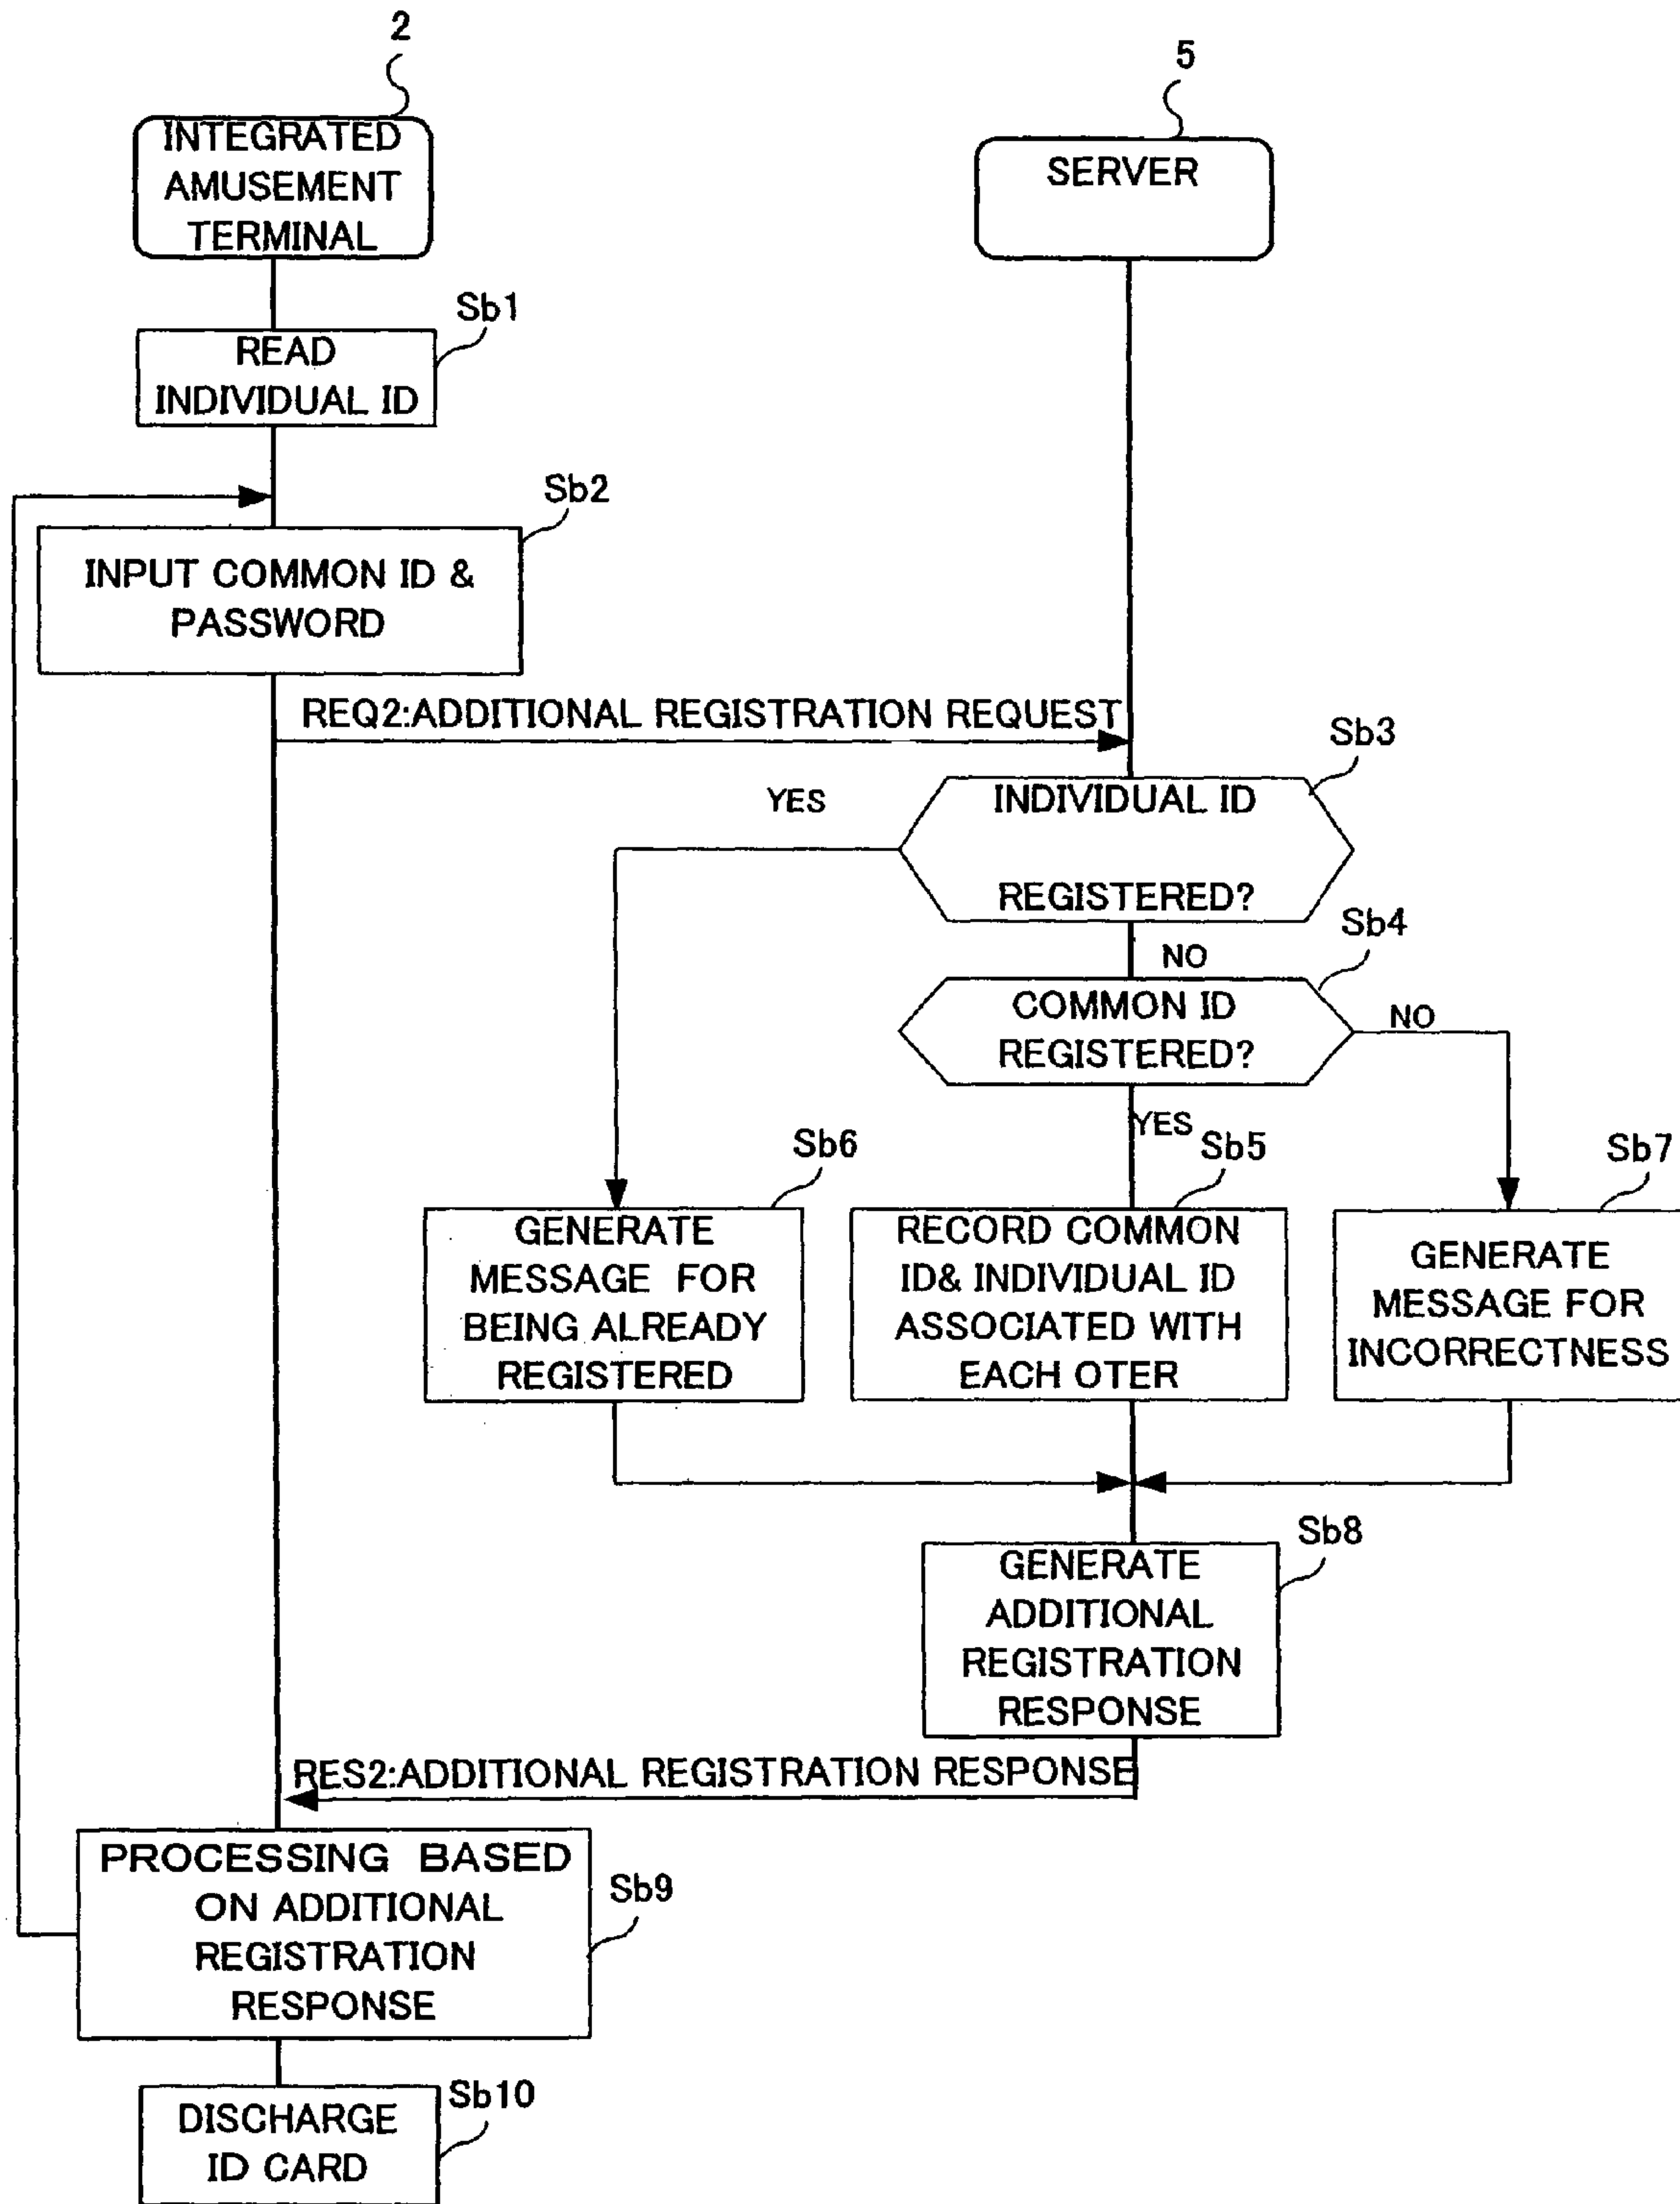 2
5
INTEGRATED
AMUSEMENT
TERMINAL
SERVER
Sb1
READ
INDIVIDUAL ID
Sb2
INPUT COMMON ID &
PASSWORD
REQ2:ADDITIONAL REGISTRATION REQUEST
Sb3
YES
INDIVIDUAL ID
REGISTERED?
Sb4
NO
COMMON ID
REGISTERED?
NO
YES
Sb6
Sb5
Sb7
GENERATE
MESSAGE FOR
BEING ALREADY
REGISTERED
RECORD COMMON
ID& INDIVIDUAL ID
ASSOCIATED WITH
EACH OTER
GENERATE
MESSAGE FOR
INCORRECTNESS
Sb8
GENERATE
ADDITIONAL
REGISTRATION
RESPONSE
RES2:ADDITIONAL REGISTRATION RESPONSE
PROCESSING BASED
ON ADDITIONAL
REGISTRATION
RESPONSE
Sb9
Sb10
DISCHARGE
ID CARD